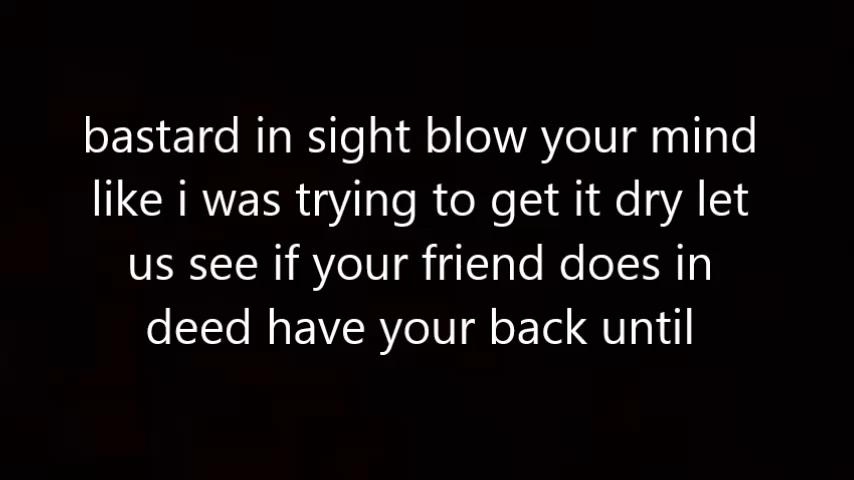 bastard in sight blow your mind
like i was trying to get it dry let
us see if your friend does in
deed have your back until